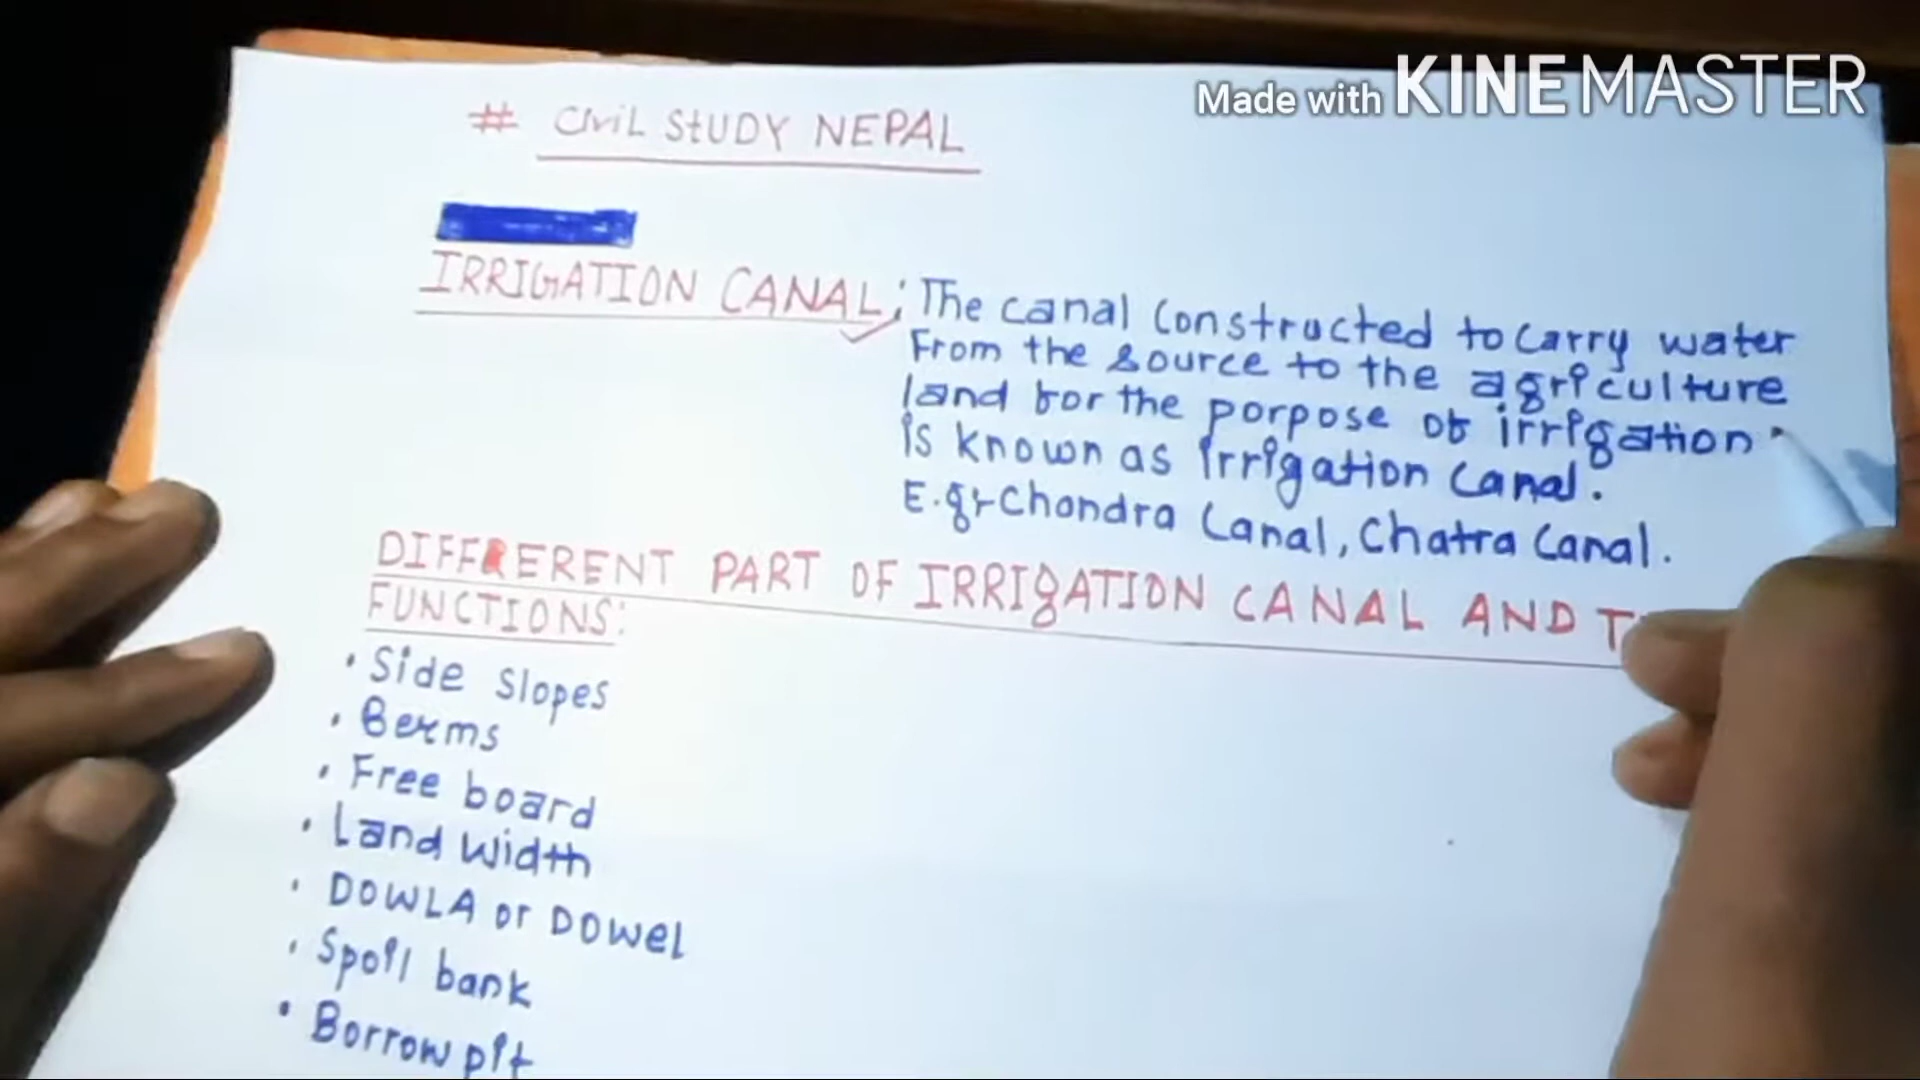 Made with KINEMASTER
# Civil StUDY NEPAL
IRRIGATION CANAL; The canal Constructed to Carry water
From the source to the agriculture
land for the porpose of irrigation
is known as irrigation Canal.
E.g:- Chandra Canal, Chatra Canal.
DIFFERENT PART OF IRRIGATION CANAL AND
FUNCTIONS:
• Side Slopes
• Berms
• Free board
• Land Width
• DOWLA or DOWEL
• Spoil bank
• Borrow pit